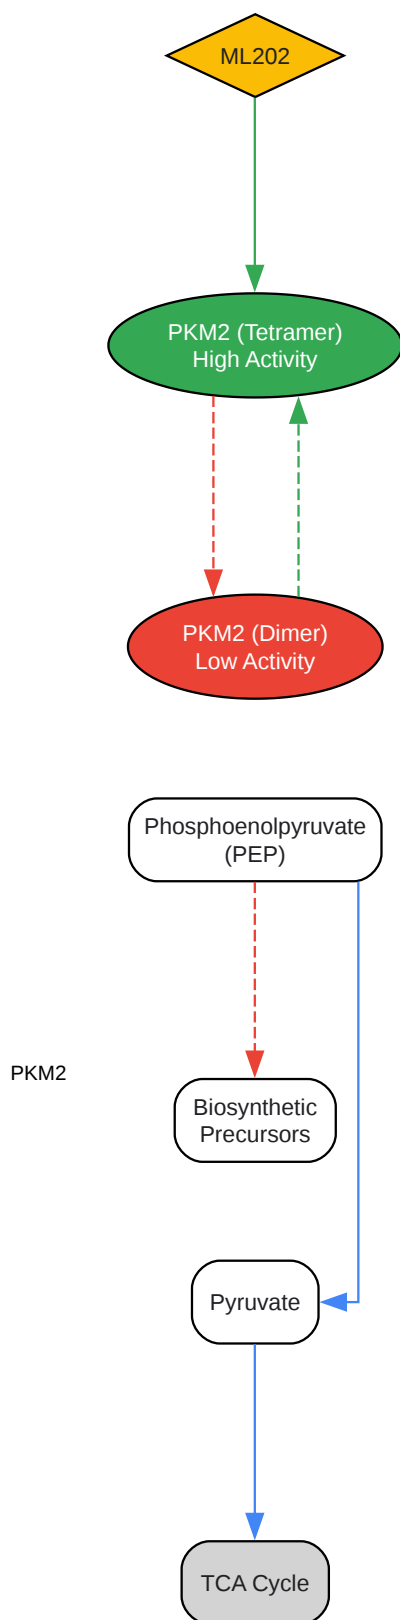 ML202
PKM2 (Tetramer)
High Activity
PKM2 (Dimer)
Low Activity
Phosphoenolpyruvate
(PEP)
PKM2
Biosynthetic
Precursors
Pyruvate
TCA Cycle